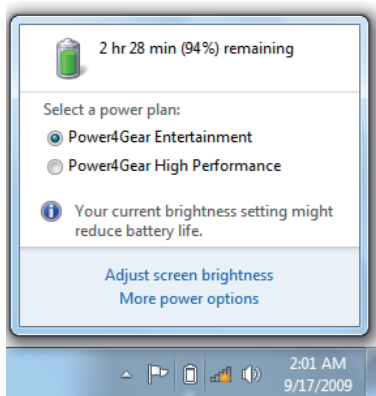 2 hr 28 min (94%) remaining
Select a power plan:
Power4Gear Entertainment
Power4Gear High Performance
Your current brightness setting might
reduce battery life.
Adjust screen brightness
More power options
2:01 AM
9/17/2009